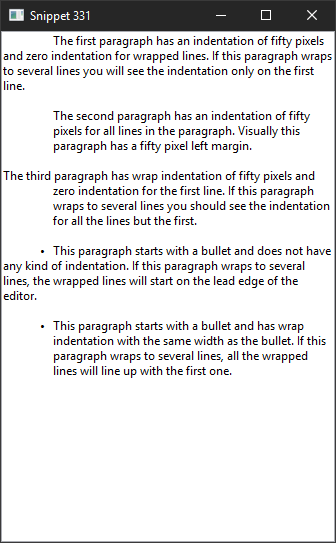 Snippet 331
The first paragraph has an indentation of fifty pixels
and zero indentation for wrapped lines. If this paragraph wraps
to several lines you will see the indentation only on the first
line.
The second paragraph has an indentation of fifty
pixels for all lines in the paragraph. Visually this
paragraph has a fifty pixel left margin.
The third paragraph has wrap indentation of fifty pixels and
zero indentation for the first line. If this paragraph
wraps to several lines you should see the indentation
for all the lines but the first.
• This paragraph starts with a bullet and does not have
any kind of indentation. If this paragraph wraps to several
lines, the wrapped lines will start on the lead edge of the
editor.
• This paragraph starts with a bullet and has wrap
indentation with the same width as the bullet. If this
paragraph wraps to several lines, all the wrapped
lines will line up with the first one.